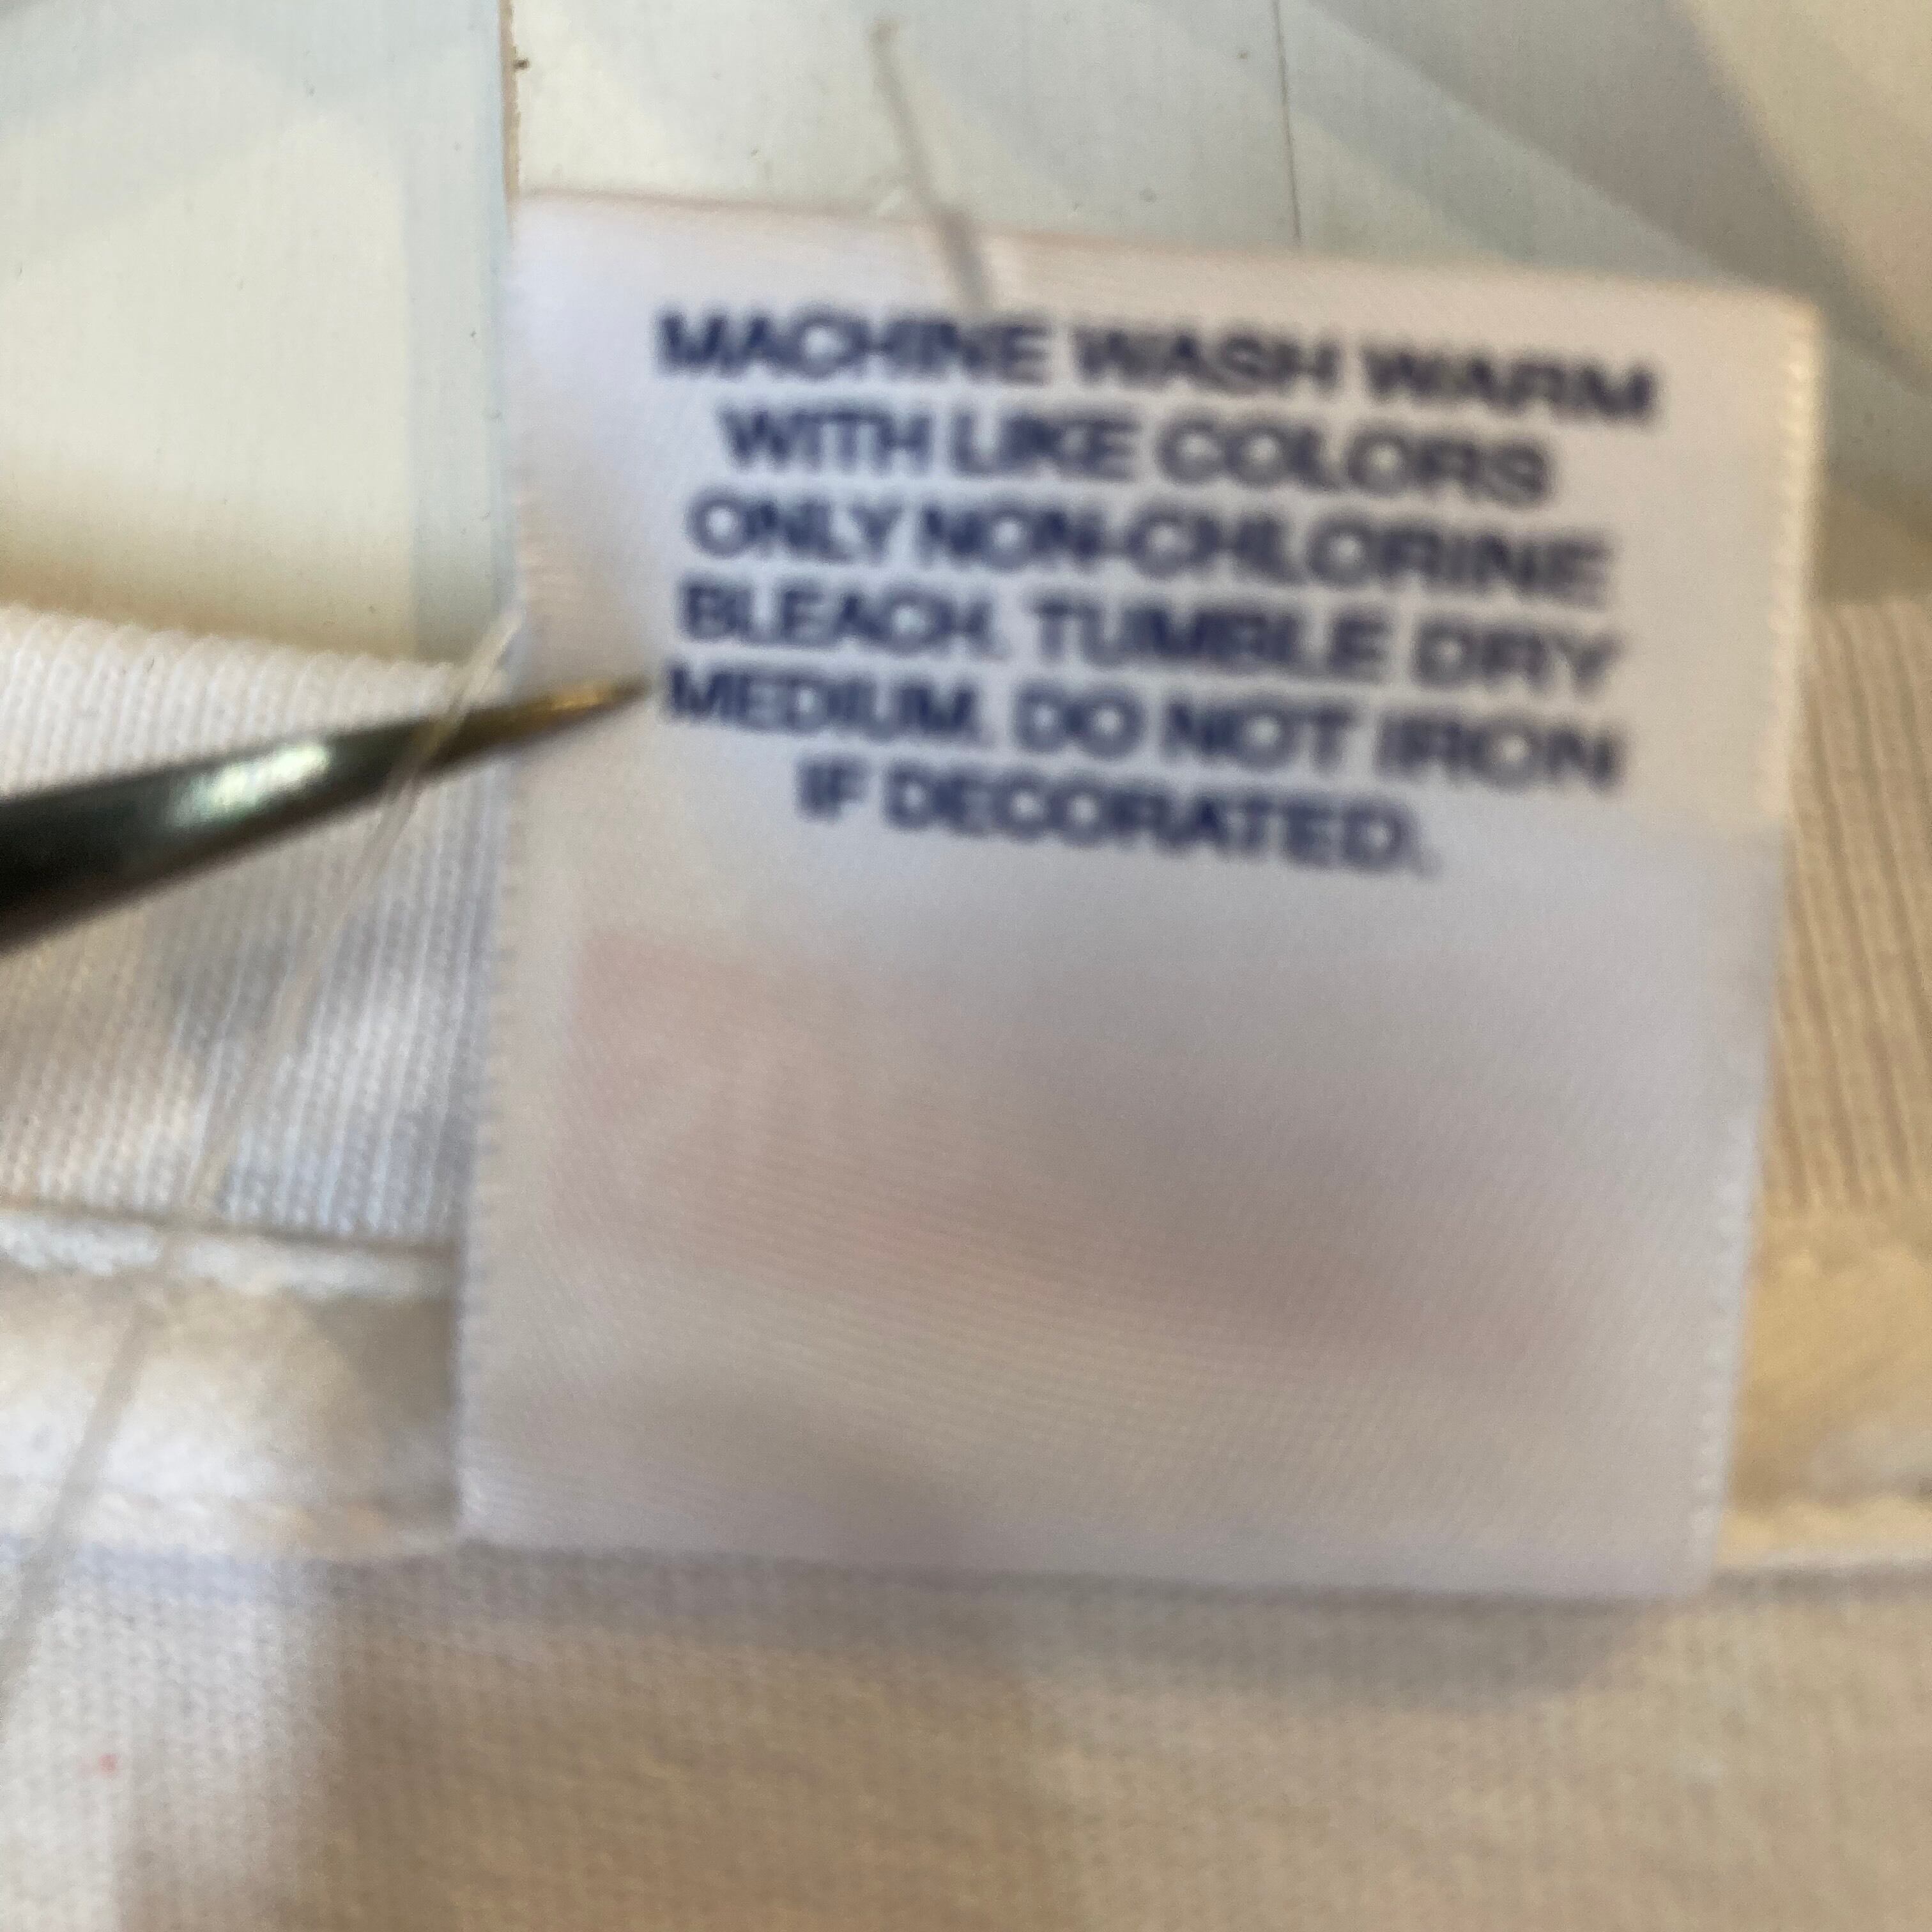 MACHINE WASH WARM
WITH LIKE COLORS
ONLY NON-CHLORINE
BLEACH. TUMBLE DRY
MEDIUM. DO NOT IRON
IF DECORATED.